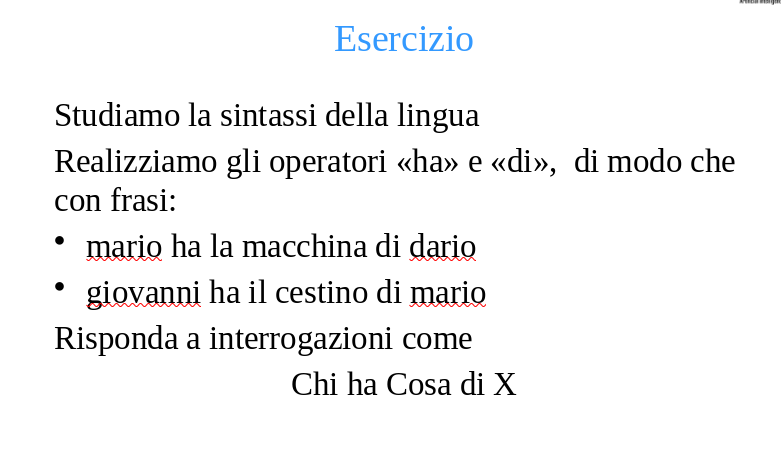 Esercizio
Studiamo la sintassi della lingua
Realizziamo gli operatori «ha» e «di»,  di modo che
con frasi:
• mario ha la macchina di dario
• giovanni ha il cestino di mario
Risponda a interrogazioni come
Chi ha Cosa di X